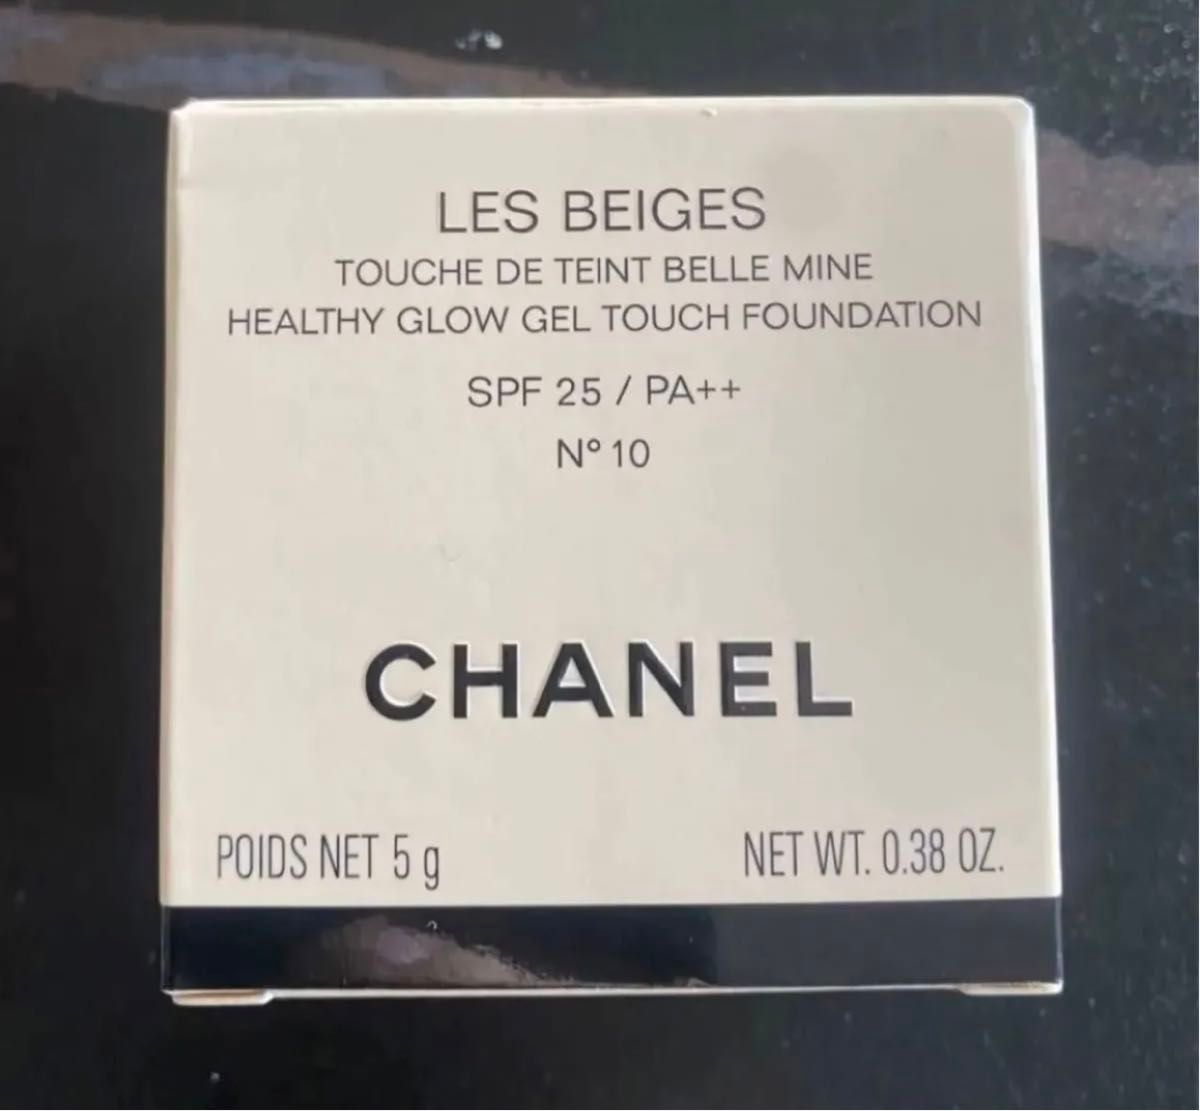 LES BEIGES
TOUCHE DE TEINT BELLE MINE
HEALTHY GLOW GEL TOUCH FOUNDATION
SPF 25 / PA++
N° 10
CHANEL
POIDS NET 5 g NET WT. 0.38 OZ.